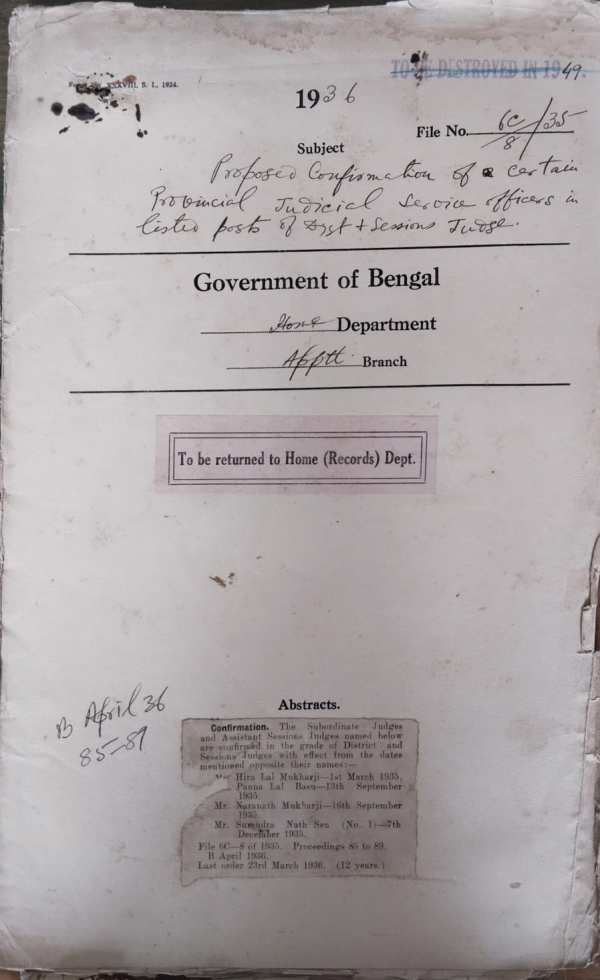 TO BE DESTROYED IN 1949.
XXXVIII. S. I., 1934.
1936
File No. 6C/8/35
Subject
Proposed Confirmation of certain
Provincial Judicial Service officers in
listed posts of Dist + Sessions Judge.
Government of Bengal
Home Department
Apptt. Branch
To be returned to Home (Records) Dept.
B April 36
85-89
Abstracts.
Confirmation. The Subordinate Judges
and Assistant Sessions Judges named below
are confirmed in the grade of District and
Sessions Judges with effect from the dates
mentioned opposite their names:—
Hira Lal Mukharji—1st March 1935.
Panna Lal Basu—13th September
1935.
Mr. Naranath Mukharji—16th September
1935.
Mr. Surendra Nath Sen (No. I)—7th
December 1935.
File 6C—8 of 1935. Proceedings 85 to 89.
B April 1936.
Last order 23rd March 1936. (12 years.)